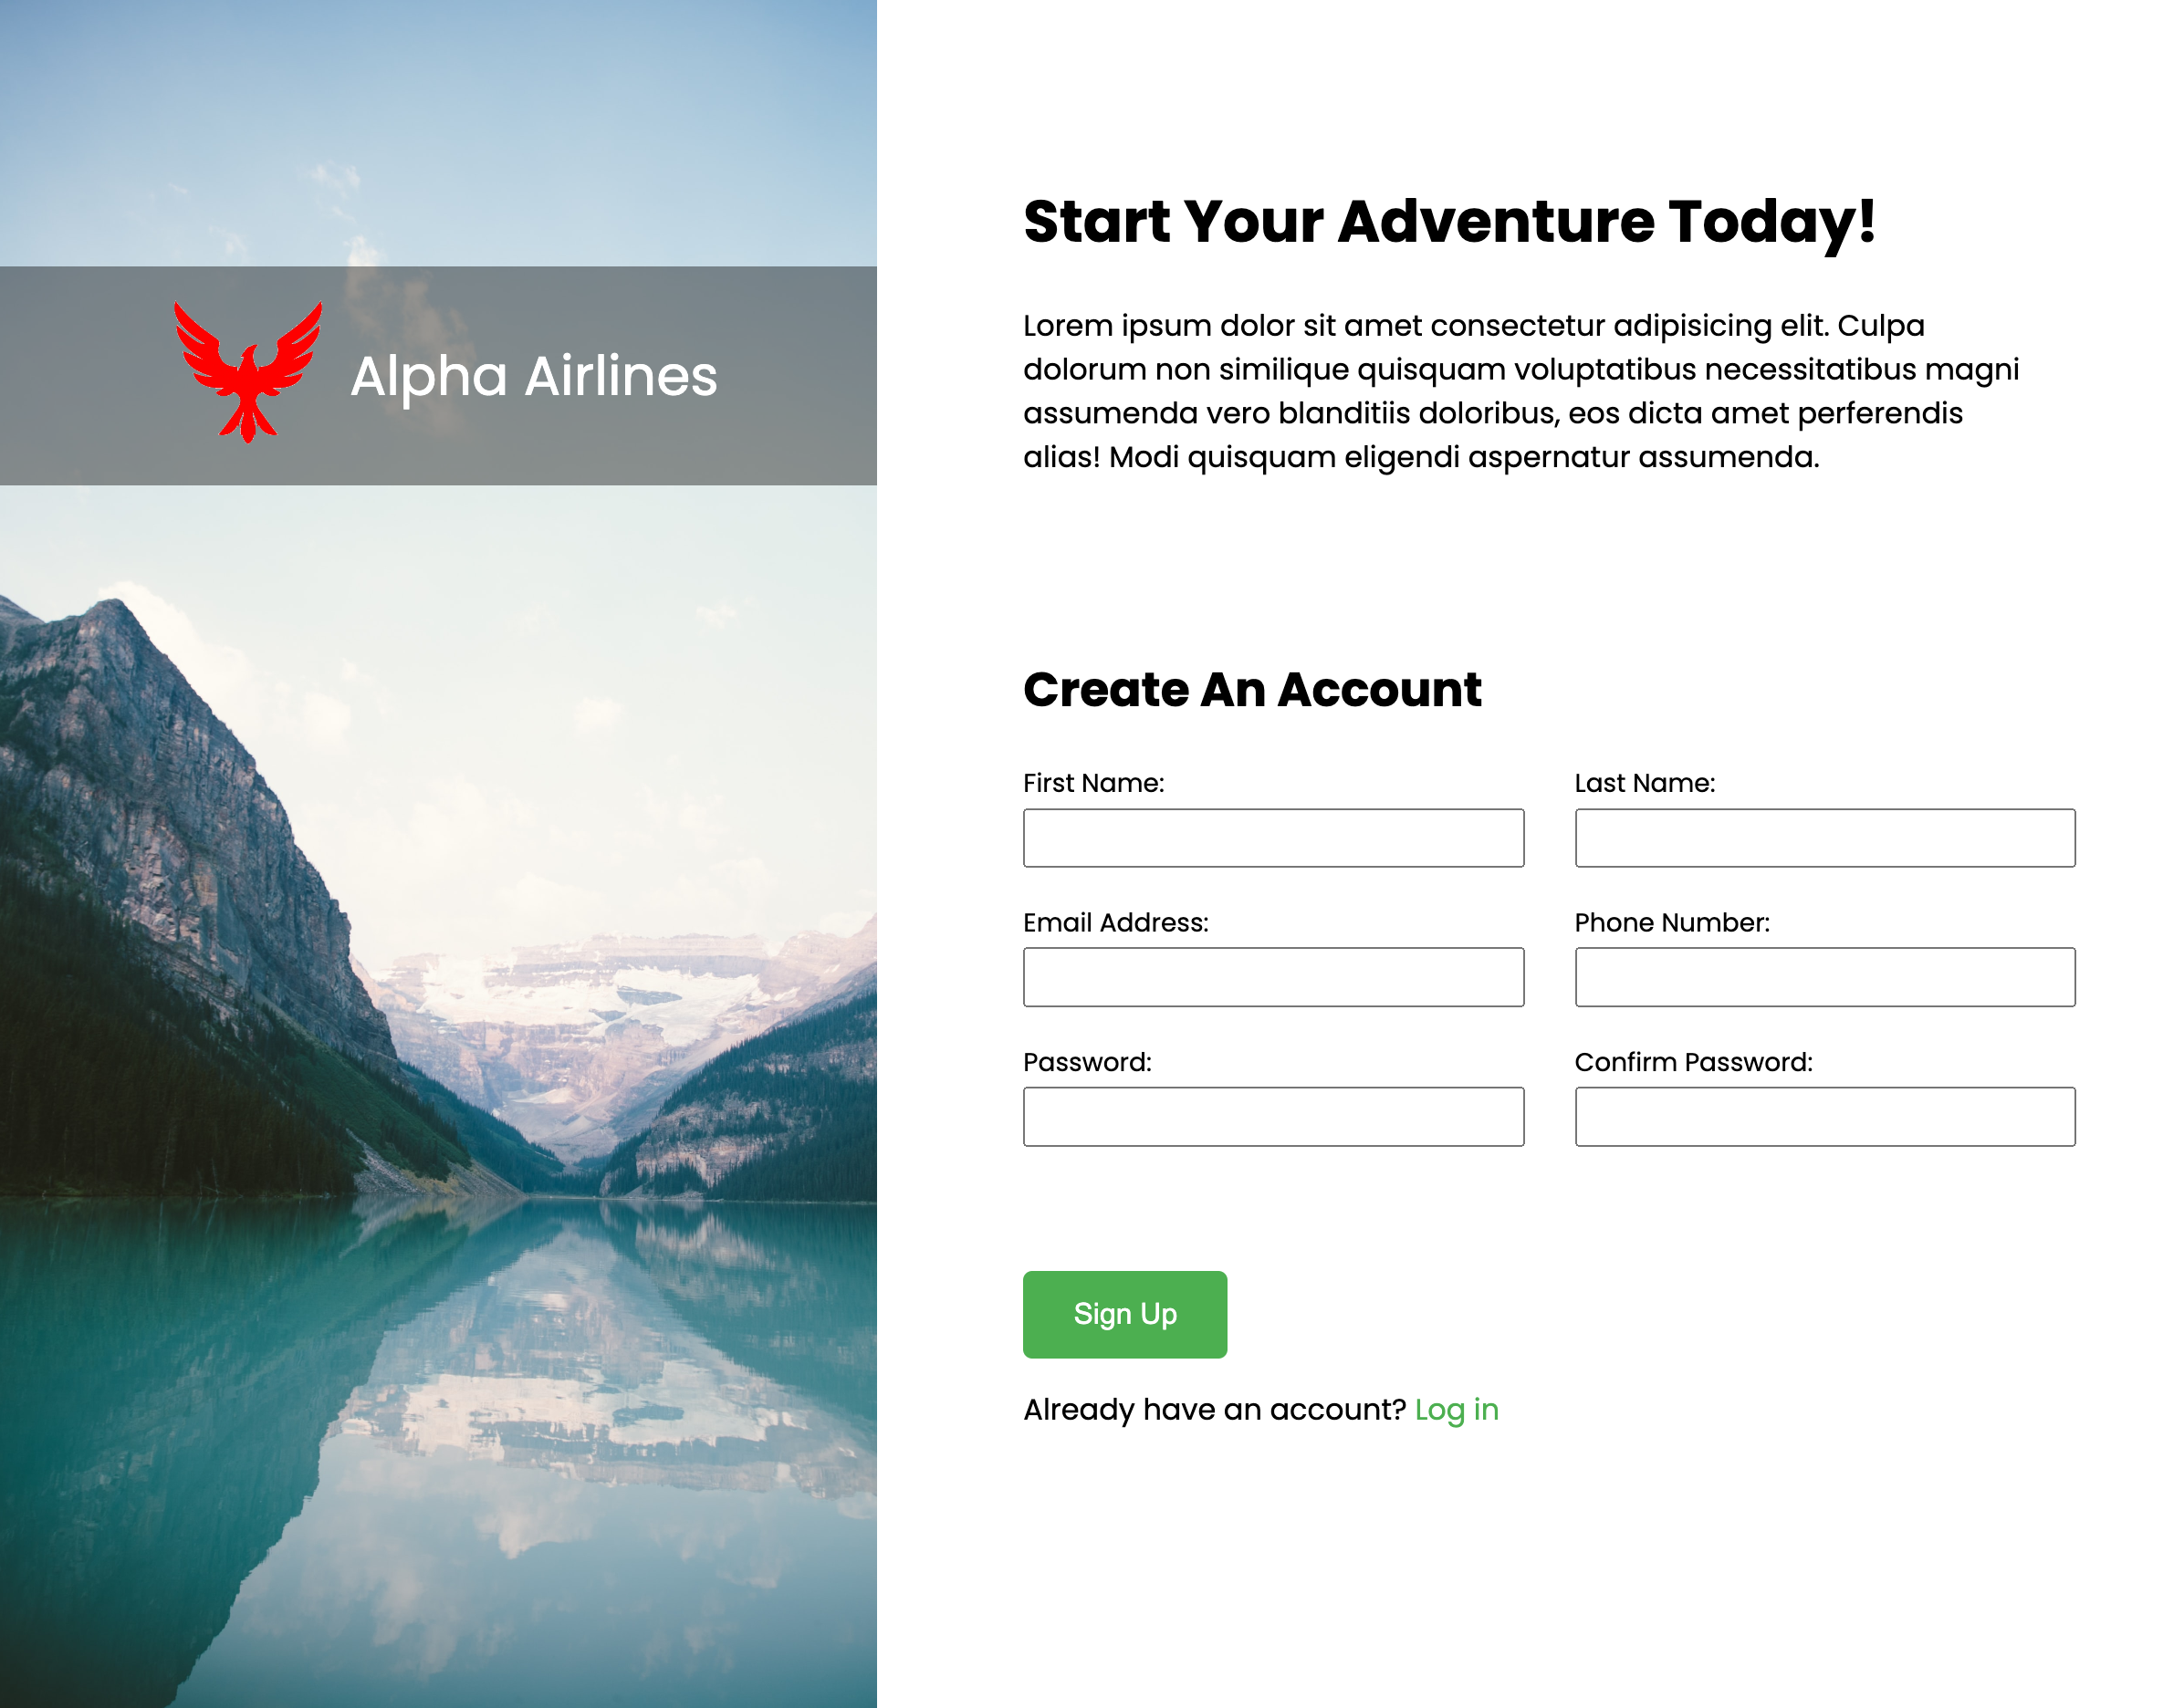 Alpha Airlines
Start Your Adventure Today!
Lorem ipsum dolor sit amet consectetur adipisicing elit. Culpa
dolorum non similique quisquam voluptatibus necessitatibus magni
assumenda vero blanditiis doloribus, eos dicta amet perferendis
alias! Modi quisquam eligendi aspernatur assumenda.
Create An Account
First Name:
Last Name:
Email Address:
Phone Number:
Password:
Confirm Password:
Sign Up
Already have an account? Log in